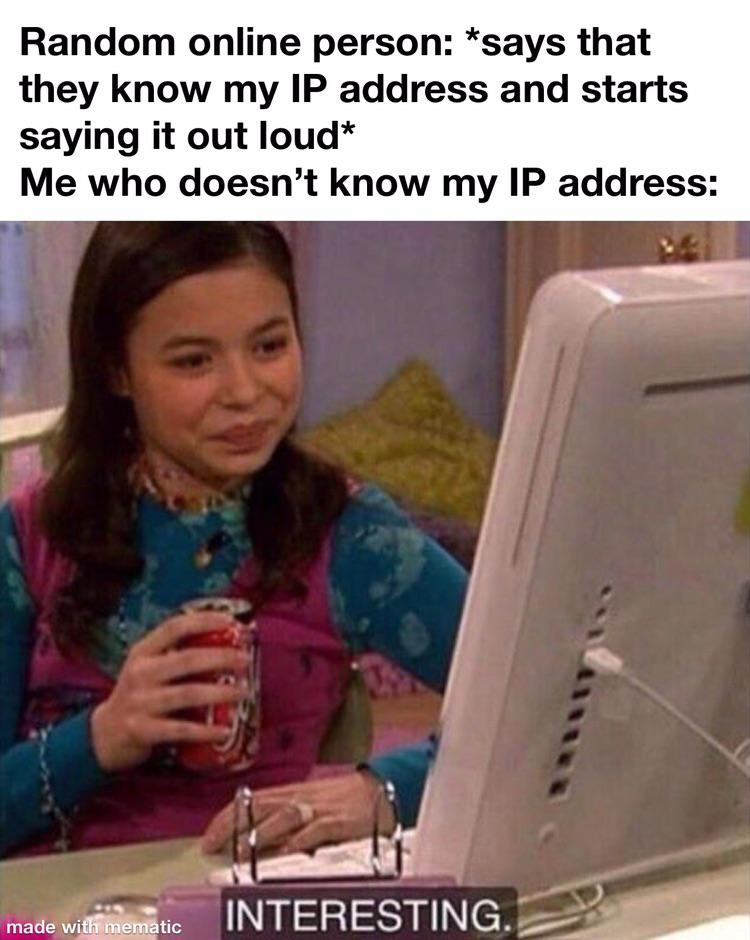 Random online person: *says that
they know my IP address and starts
saying it out loud*
Me who doesn’t know my IP address:
INTERESTING.
made with mematic